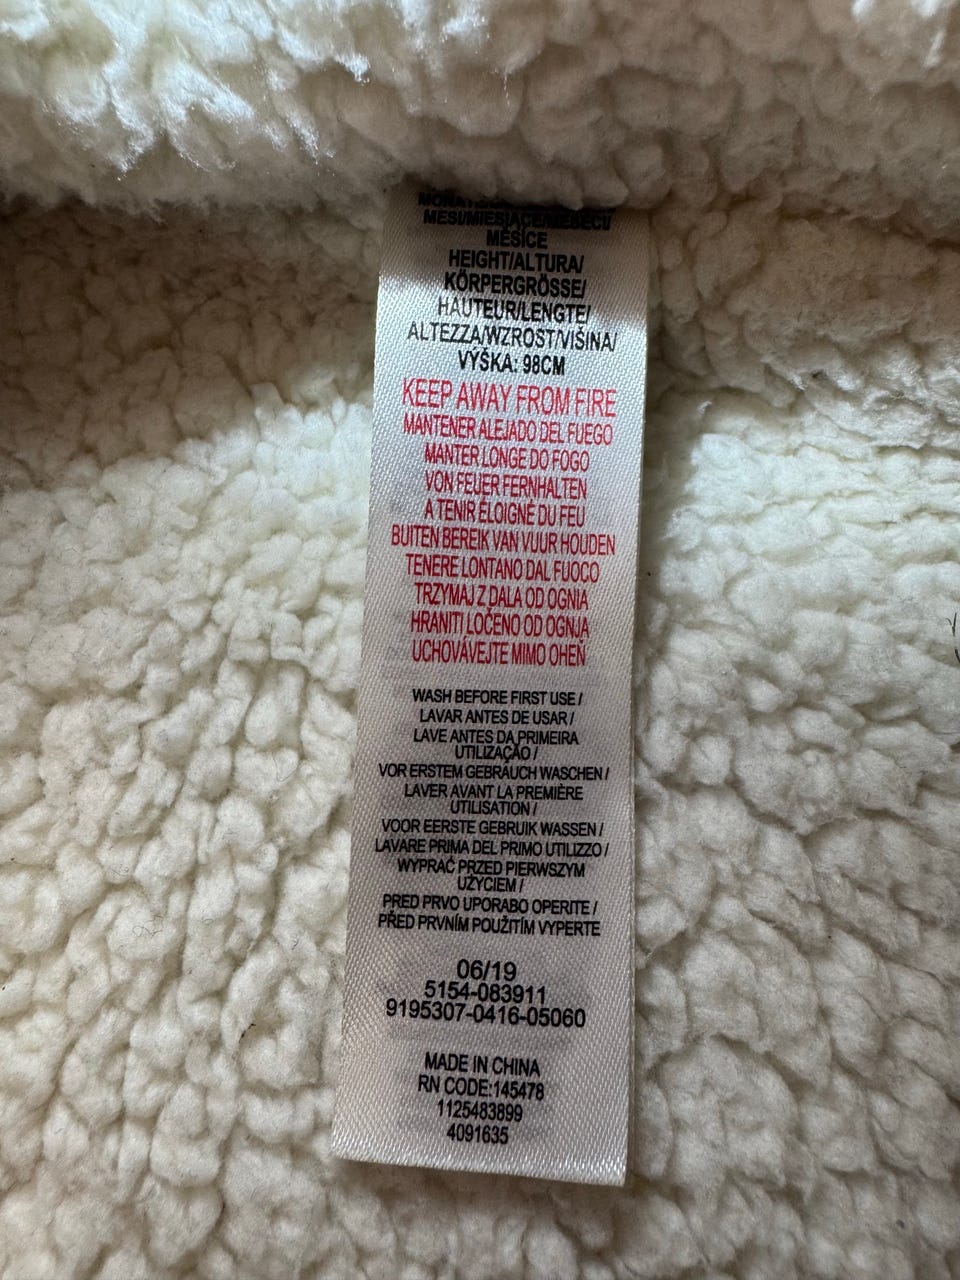 MESI/MIESIĄCE/MESECI/
MĚSÍCE
HEIGHT/ALTURA/
KÖRPERGRÖSSE/
HAUTEUR/LENGTE/
ALTEZZA/WZROST/VIŠINA/
VÝŠKA: 98CM
KEEP AWAY FROM FIRE
MANTENER ALEJADO DEL FUEGO
MANTER LONGE DO FOGO
VON FEUER FERNHALTEN
À TENIR ÉLOIGNÉ DU FEU
BUITEN BEREIK VAN VUUR HOUDEN
TENERE LONTANO DAL FUOCO
TRZYMAJ Z DALA OD OGNIA
HRANITI LOČENO OD OGNJA
UCHOVÁVEJTE MIMO OHEŇ
WASH BEFORE FIRST USE /
LAVAR ANTES DE USAR /
LAVE ANTES DA PRIMEIRA
UTILIZAÇÃO /
VOR ERSTEM GEBRAUCH WASCHEN /
LAVER AVANT LA PREMIÈRE
UTILISATION /
VOOR EERSTE GEBRUIK WASSEN /
LAVARE PRIMA DEL PRIMO UTILIZZO /
WYPRAĆ PRZED PIERWSZYM
UŻYCIEM /
PRED PRVO UPORABO OPERITE /
PŘED PRVNÍM POUŽITÍM VYPERTE
06/19
5154-083911
9195307-0416-05060
MADE IN CHINA
RN CODE:145478
1125483899
4091635